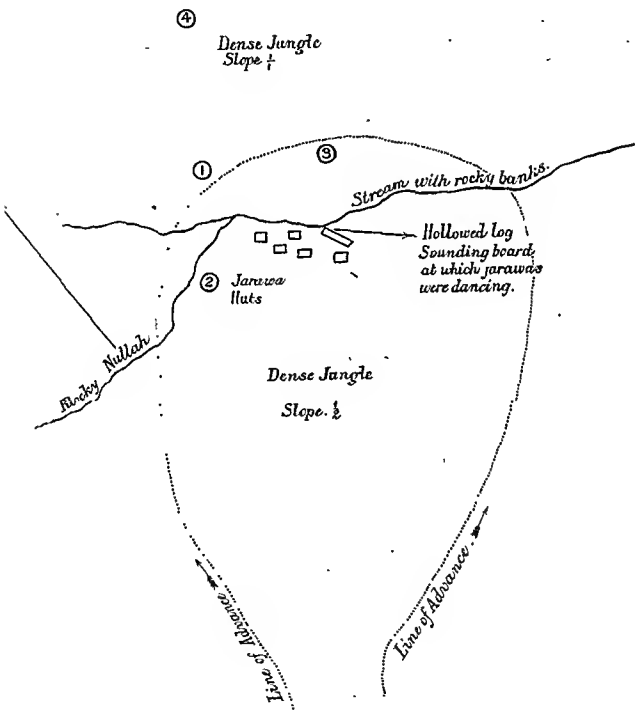 ④
Dense Jungle
Slope 1/1
①
③
Stream with rocky banks.
Hollowed log
Sounding board
at which jarawas
were dancing.
②
Jarawa
Huts
Rocky Nullah
Dense Jungle
Slope. 1/2
Line of Advance
Line of Advance.